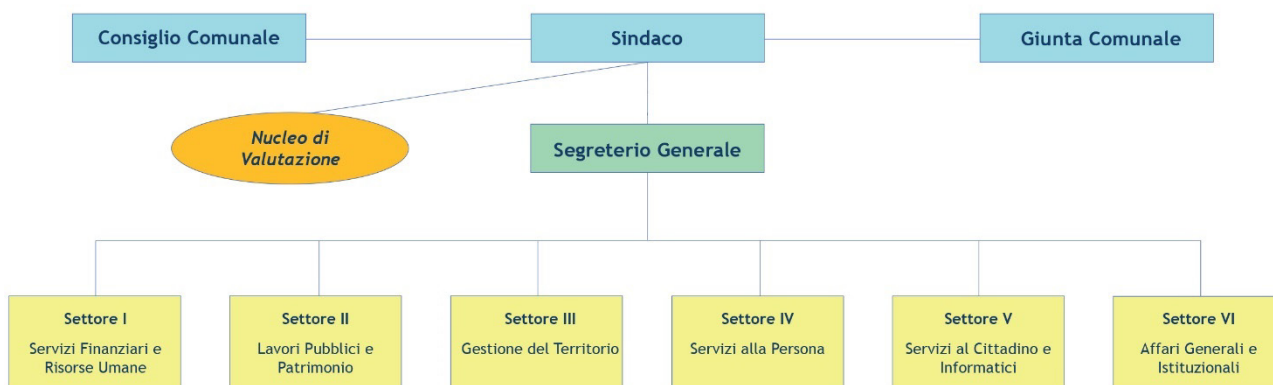 Consiglio Comunale
Sindaco
Giunta Comunale
Nucleo di
Valutazione
Segreterio Generale
Settore I
Servizi Finanziari e
Risorse Umane
Settore II
Lavori Pubblici e
Patrimonio
Settore III
Gestione del Territorio
Settore IV
Servizi alla Persona
Settore V
Servizi al Cittadino e
Informatici
Settore VI
Affari Generali e
Istituzionali